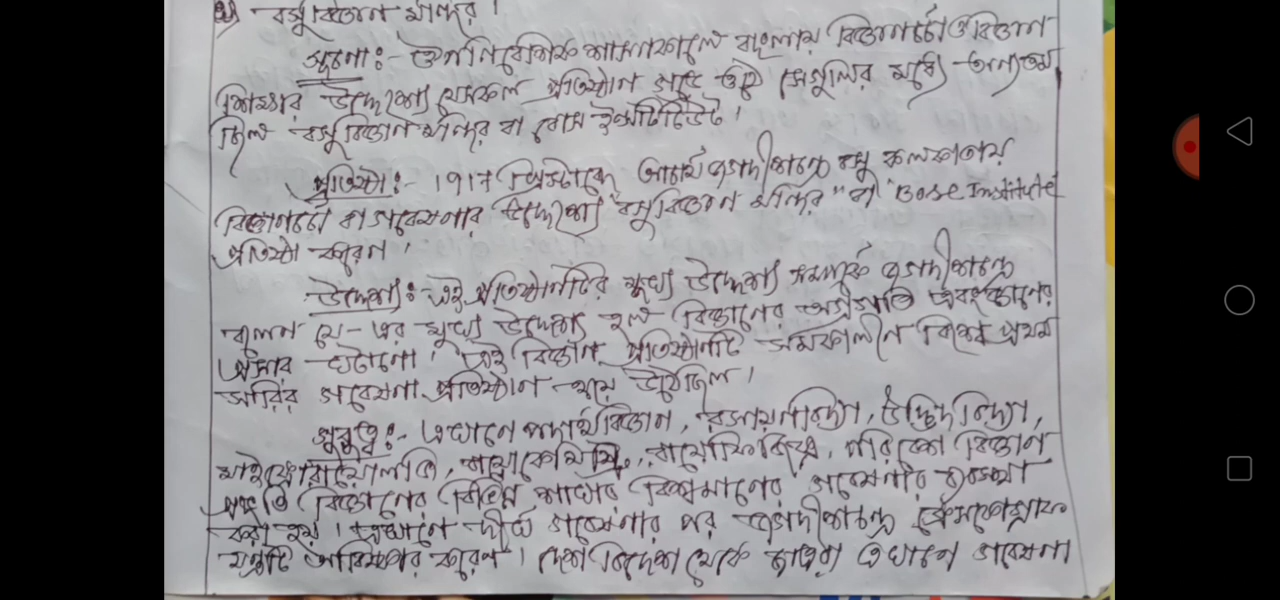 বসু বিজ্ঞান মন্দির।
সূচনা:- ঔপনিবেশিক শাসনকালে বাংলায় বিজ্ঞানচর্চা ও বিজ্ঞান
শিক্ষার উদ্দেশ্যে যেসকল প্রতিষ্ঠান গড়ে ওঠে সেগুলির মধ্যে অন্যতম
ছিল বসু বিজ্ঞান মন্দির বা বোস ইন্সটিটিউট।
প্রতিষ্ঠা:- 1917 খ্রিস্টাব্দে আচার্য জগদীশচন্দ্র বসু কলকাতায়
বিজ্ঞানচর্চা বা গবেষণার উদ্দেশ্যে "বসু বিজ্ঞান মন্দির" বা "Bose Institute
প্রতিষ্ঠা করেন।
উদ্দেশ্য:- এই প্রতিষ্ঠানটির মুখ্য উদ্দেশ্য সম্পর্কে জগদীশচন্দ্র
বলেন যে- এর মুখ্য উদ্দেশ্য হল বিজ্ঞানের অগ্রগতি এবং জ্ঞানের
প্রসার ঘটানো। এই বিজ্ঞান প্রতিষ্ঠানটি সমকালীন বিশ্বে প্রথম
সারির গবেষণা প্রতিষ্ঠান হয়ে উঠেছিল।
গুরুত্ব:- এখানে পদার্থবিজ্ঞান, রসায়নবিদ্যা, উদ্ভিদবিদ্যা,
মাইক্রোবায়োলজি, বায়োকেমিস্ট্রি, বায়োফিজিক্স, পরিবেশ বিজ্ঞান
প্রভৃতি বিজ্ঞানের বিভিন্ন শাখার বিশ্বমানের গবেষণার ব্যবস্থা
করা হয়। এখানে দীর্ঘ গবেষণার পর জগদীশচন্দ্র ক্রেসকোগ্রাফ
যন্ত্রটি আবিষ্কার করেন। দেশ বিদেশ থেকে ছাত্ররা এখানে গবেষণা